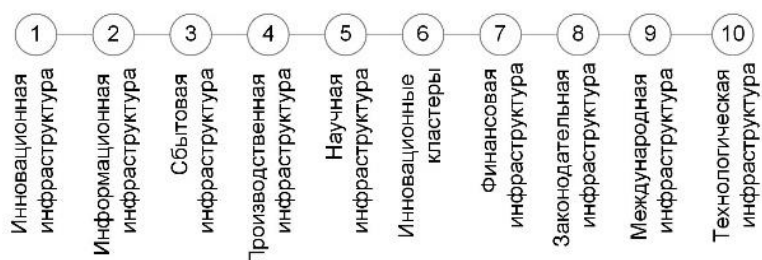 1 2 3 4 5 6 7 8 9 10
Инновационная
инфраструктура
Информационная
инфраструктура
Сбытовая
инфраструктура
Производственная
инфраструктура
Научная
инфраструктура
Инновационные
кластеры
Финансовая
инфраструктура
Законодательная
инфраструктура
Международная
инфраструктура
Технологическая
инфраструктура